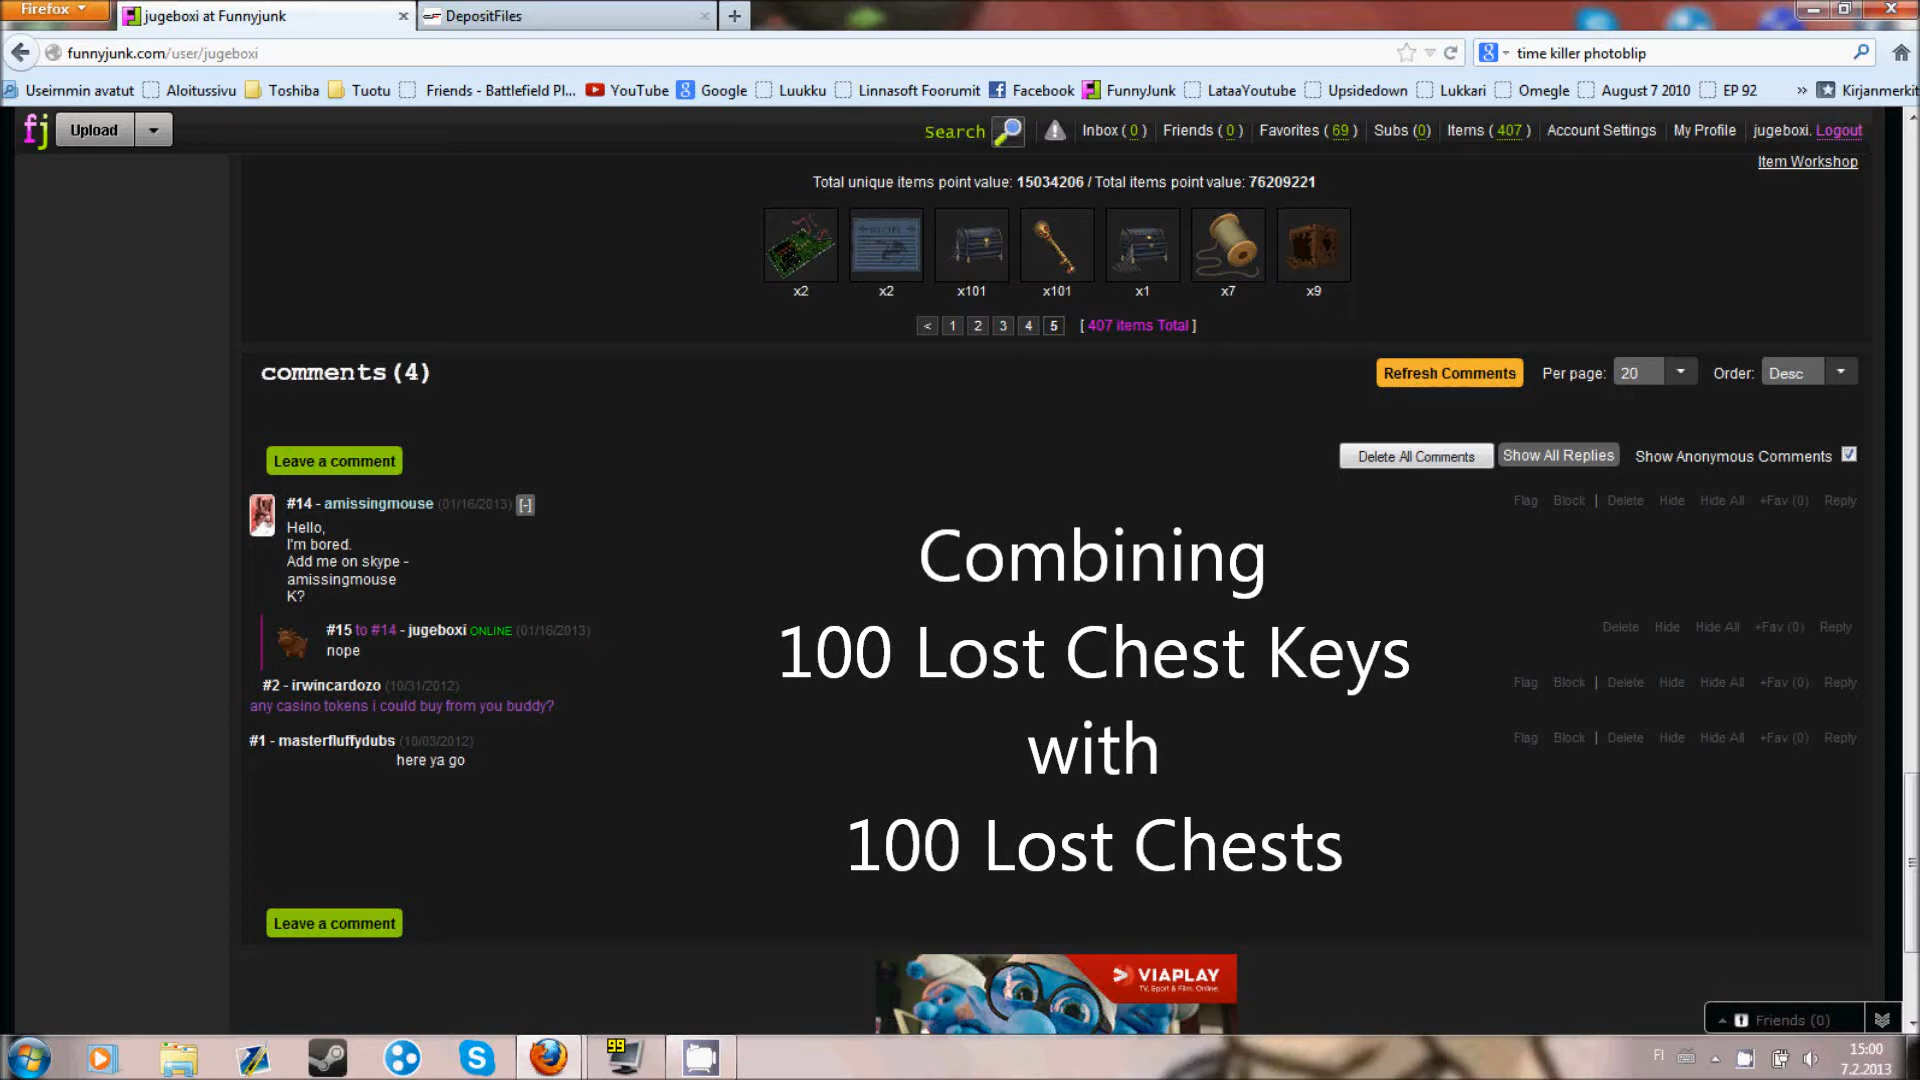 Firefox
jugeboxi at Funnyjunk
DepositFiles
funnyjunk.com/user/jugeboxi
time killer photoblip
Useimmin avatut
Aloitussivu
Toshiba
Tuotu
Friends - Battlefield Pl...
YouTube
Google
Luukku
Linnasoft Foorumit
Facebook
FunnyJunk
LataaYoutube
Upsidedown
Lukkari
Omegle
August 7 2010
EP 92
»
Kirjanmerkit
fj
Upload
Search
Inbox ( 0 )
Friends ( 0 )
Favorites ( 69 )
Subs (0)
Items ( 407 )
Account Settings
My Profile
jugeboxi. Logout
Item Workshop
Total unique items point value: 15034206 / Total items point value: 76209221
x2
x2
x101
x101
x1
x7
x9
< 1 2 3 4 5 [ 407 items Total ]
comments (4)
Refresh Comments
Per page: 20
Order: Desc
Leave a comment
Delete All Comments
Show All Replies
Show Anonymous Comments
#14 - amissingmouse (01/16/2013) [-]
Flag Block | Delete Hide Hide All +Fav (0) Reply
Hello,
I'm bored.
Add me on skype -
amissingmouse
K?
#15 to #14 - jugeboxi ONLINE (01/16/2013)
Delete Hide Hide All +Fav (0) Reply
nope
#2 - irwincardozo (10/31/2012)
Flag Block | Delete Hide Hide All +Fav (0) Reply
any casino tokens i could buy from you buddy?
#1 - masterfluffydubs (10/03/2012)
Flag Block | Delete Hide Hide All +Fav (0) Reply
here ya go
Combining
100 Lost Chest Keys
with
100 Lost Chests
Leave a comment
VIAPLAY
TV, Sport & Film. Online.
Friends (0)
99
FI
15:00
7.2.2013